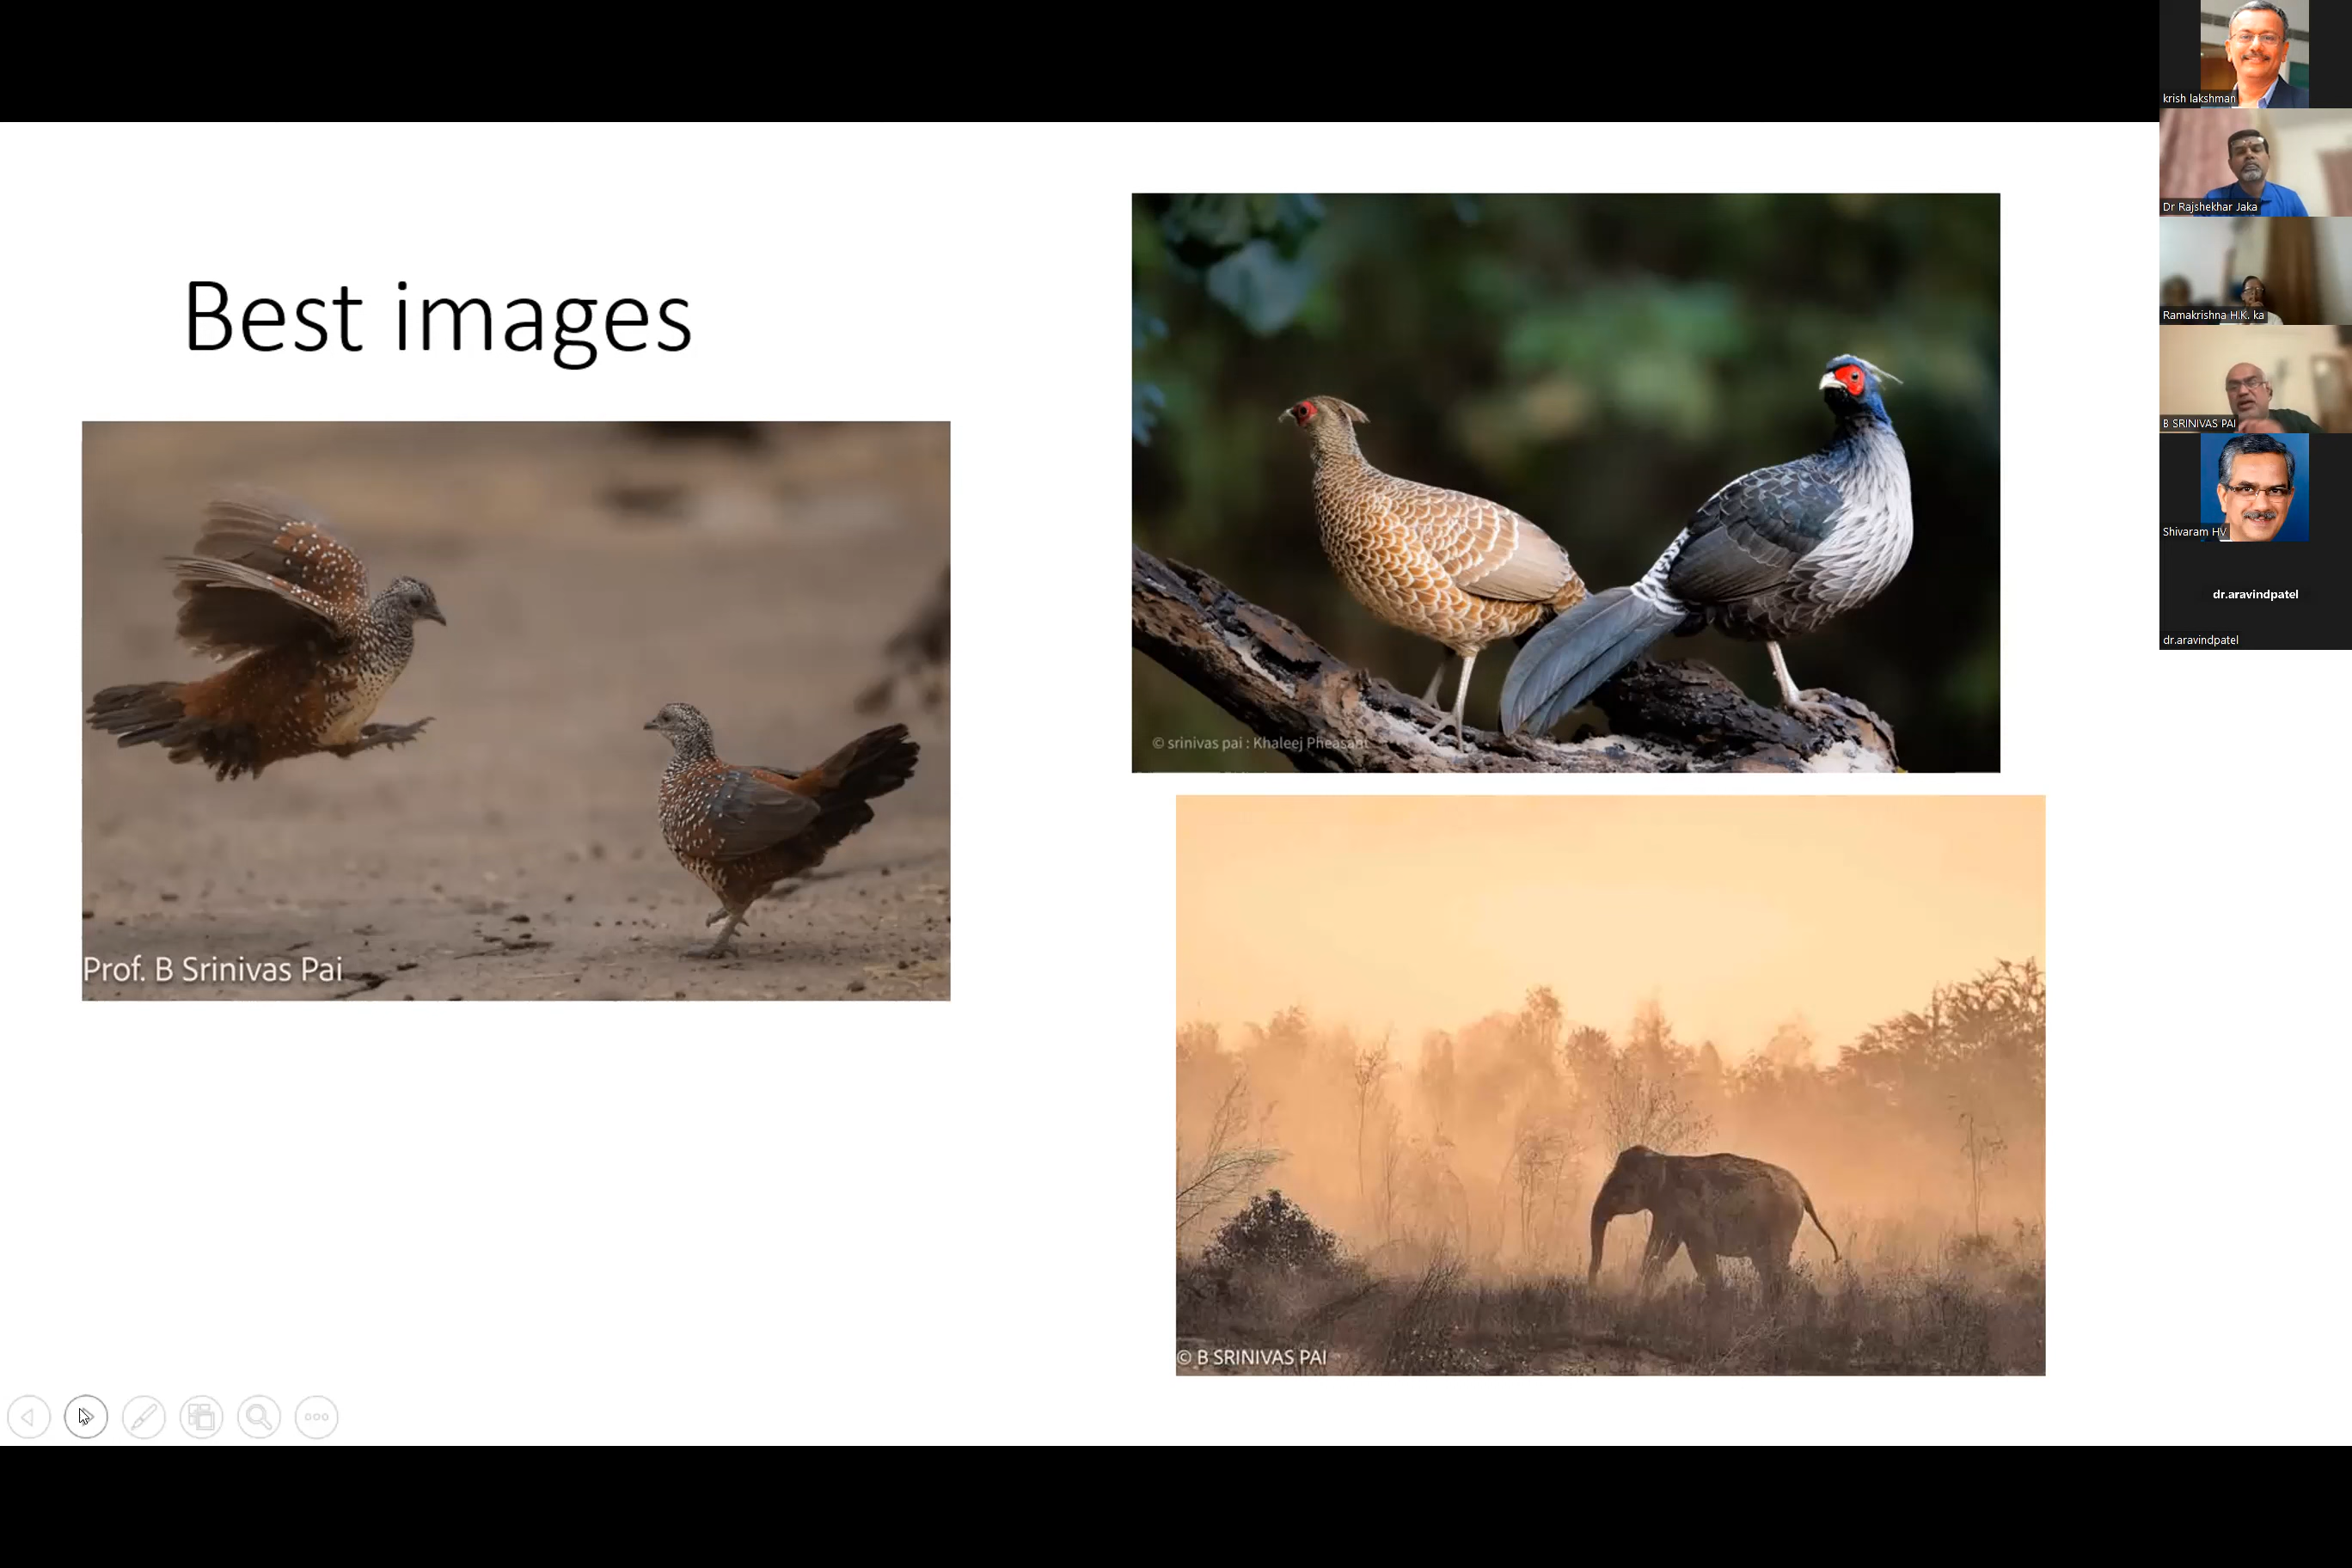 Best images
Prof. B Srinivas Pai
© srinivas pai : Khaleej Pheasant
© B SRINIVAS PAI
krish lakshman
Dr Rajshekhar Jaka
Ramakrishna H.K. ka
B SRINIVAS PAI
Shivaram HV
dr.aravindpatel
dr.aravindpatel